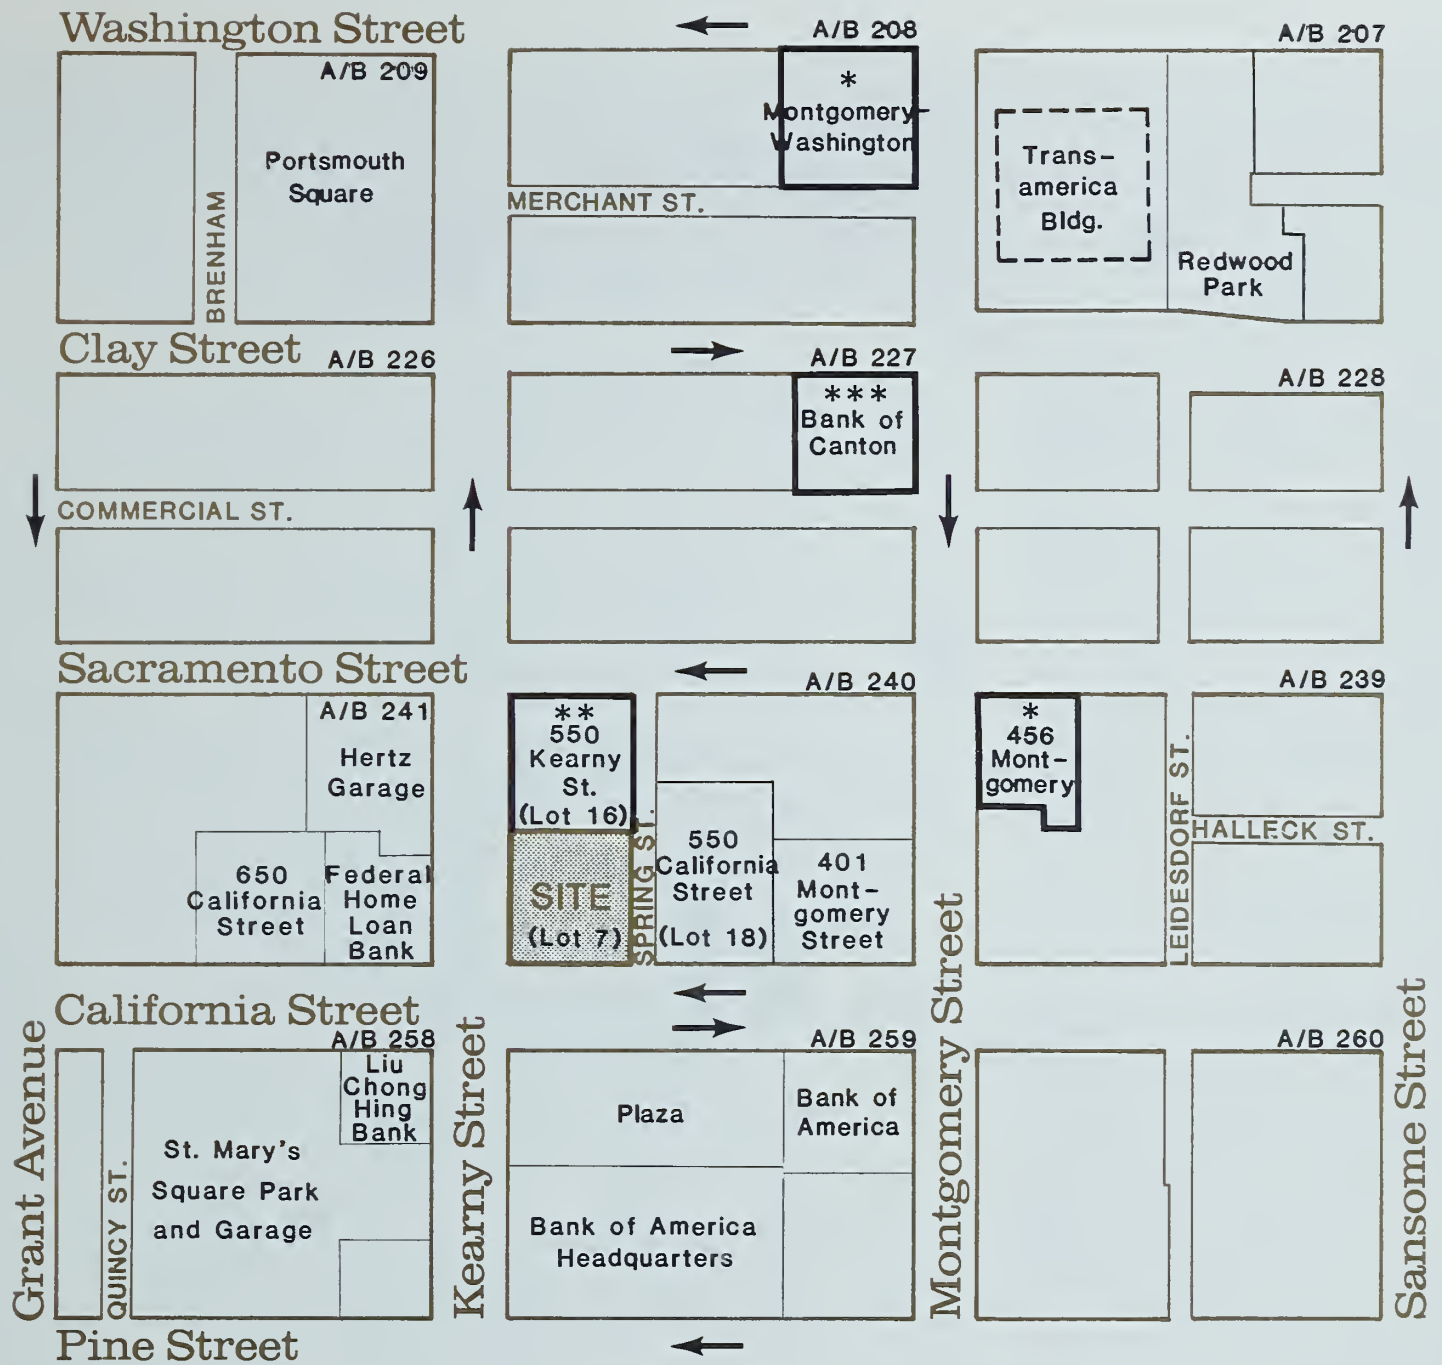 Washington Street
A/B 209
Portsmouth
Square
BRENHAM
A/B 208
*
Montgomery-
Washington
MERCHANT ST.
A/B 207
Trans-
america
Bldg.
Redwood
Park
Clay Street
A/B 226
A/B 227
***
Bank of
Canton
A/B 228
COMMERCIAL ST.
Sacramento Street
A/B 241
Hertz
Garage
650
California
Street
Federal
Home
Loan
Bank
A/B 240
**
550
Kearny
St.
(Lot 16)
SITE
(Lot 7)
SPRING ST.
550
California
Street
(Lot 18)
401
Mont-
gomery
Street
A/B 239
*
456
Mont-
gomery
LEIDESDORF ST.
HALLECK ST.
California Street
A/B 258
Liu
Chong
Hing
Bank
St. Mary's
Square Park
and Garage
QUINCY ST.
A/B 259
Plaza
Bank of
America
Bank of America
Headquarters
A/B 260
Grant Avenue
Kearny Street
Montgomery Street
Sansome Street
Pine Street